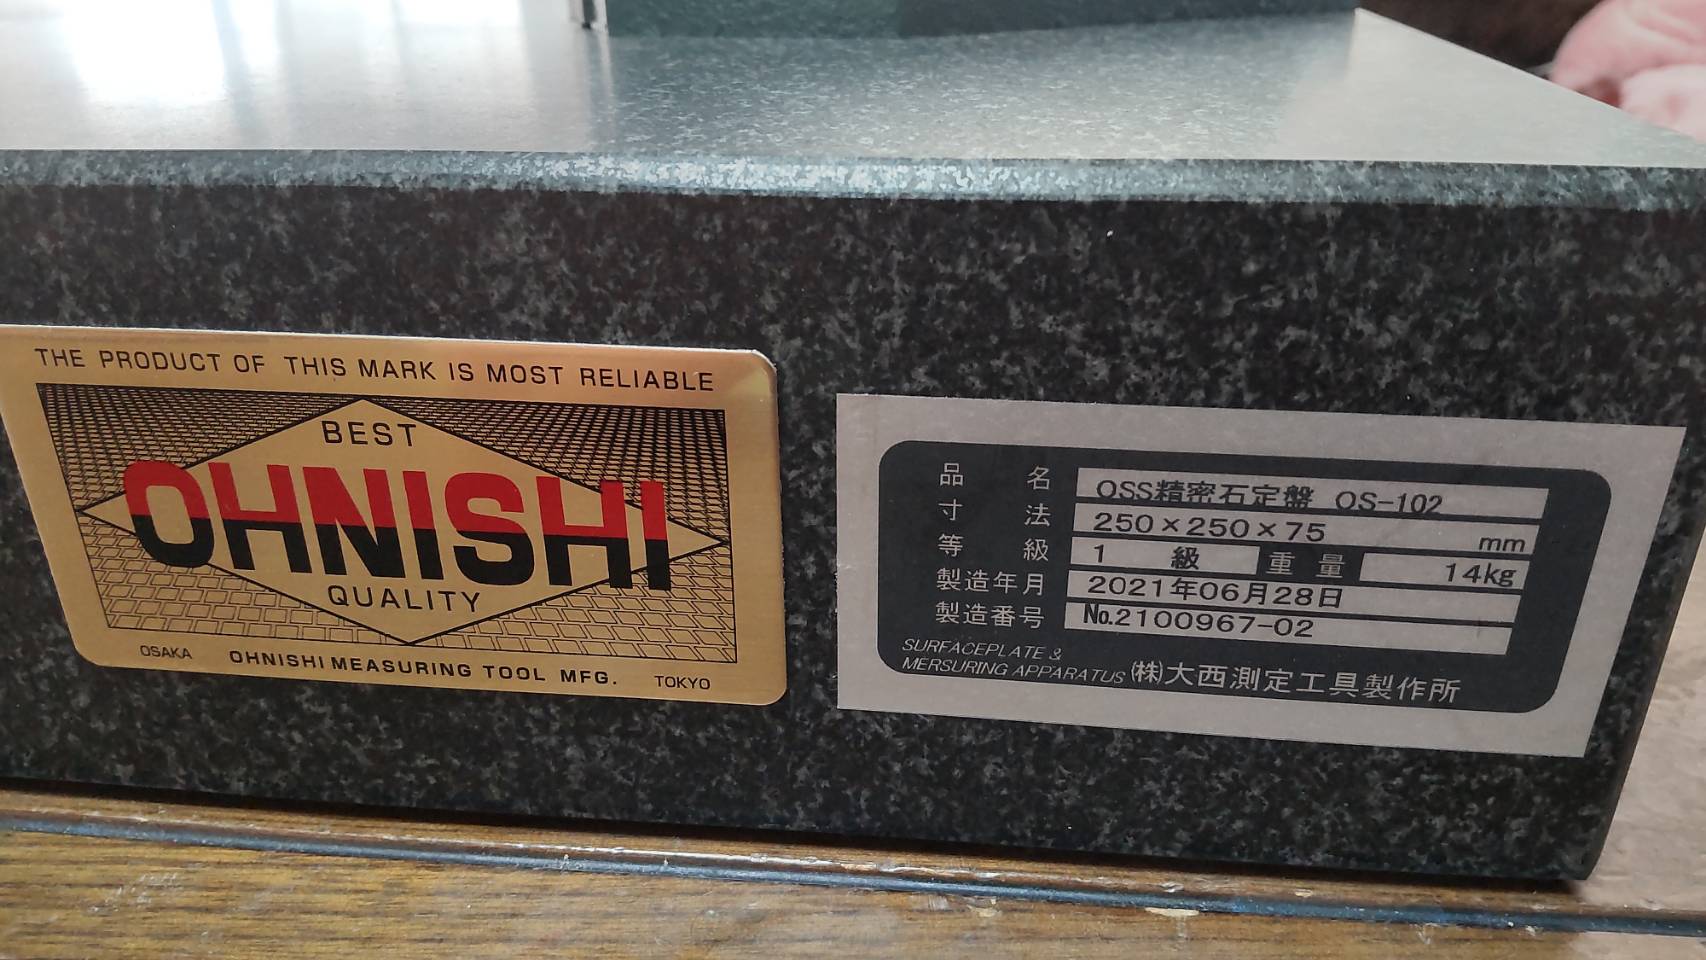 THE PRODUCT OF THIS MARK IS MOST RELIABLE
BEST
OHNISHI
QUALITY
OSAKA OHNISHI MEASURING TOOL MFG. TOKYO
品名 OSS精密石定盤 OS-102
寸法 250×250×75 mm
等級 1級 重量 14kg
製造年月 2021年06月28日
製造番号 No.2100967-02
SURFACEPLATE &
MERSURING APPARATUS (株)大西測定工具製作所